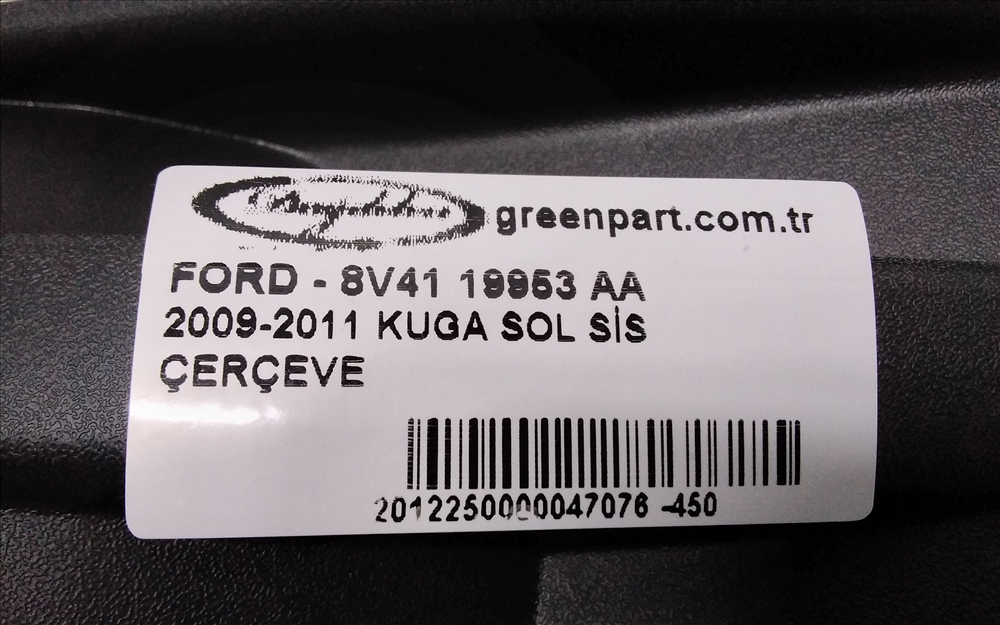 greenpart.com.tr
FORD - 8V41 19953 AA
2009-2011 KUGA SOL SİS
ÇERÇEVE
2012250000047076 -450